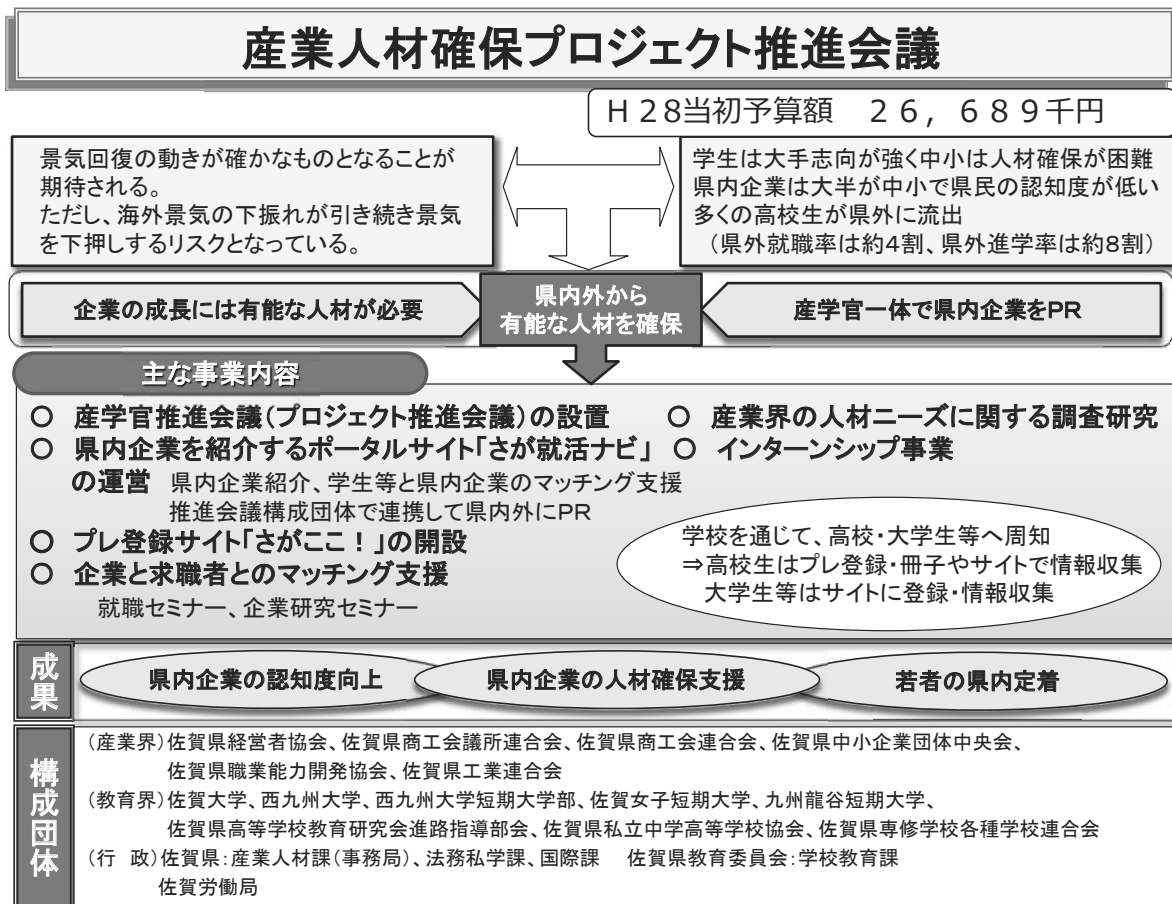 産業人材確保プロジェクト推進会議
H28当初予算額　26,689千円
景気回復の動きが確かなものとなることが
期待される。
ただし、海外景気の下振れが引き続き景気
を下押しするリスクとなっている。
学生は大手志向が強く中小は人材確保が困難
県内企業は大半が中小で県民の認知度が低い
多くの高校生が県外に流出
（県外就職率は約4割、県外進学率は約8割）
企業の成長には有能な人材が必要
県内外から
有能な人材を確保
産学官一体で県内企業をPR
主な事業内容
○ 産学官推進会議（プロジェクト推進会議）の設置
○ 県内企業を紹介するポータルサイト「さが就活ナビ」
の運営 県内企業紹介、学生等と県内企業のマッチング支援
推進会議構成団体で連携して県内外にPR
○ プレ登録サイト「さがここ！」の開設
○ 企業と求職者とのマッチング支援
就職セミナー、企業研究セミナー
○ 産業界の人材ニーズに関する調査研究
○ インターンシップ事業
学校を通じて、高校・大学生等へ周知
⇒高校生はプレ登録・冊子やサイトで情報収集
大学生等はサイトに登録・情報収集
成果
県内企業の認知度向上
県内企業の人材確保支援
若者の県内定着
構成団体
（産業界）佐賀県経営者協会、佐賀県商工会議所連合会、佐賀県商工会連合会、佐賀県中小企業団体中央会、
佐賀県職業能力開発協会、佐賀県工業連合会
（教育界）佐賀大学、西九州大学、西九州大学短期大学部、佐賀女子短期大学、九州龍谷短期大学、
佐賀県高等学校教育研究会進路指導部会、佐賀県私立中学高等学校協会、佐賀県専修学校各種学校連合会
（行　政）佐賀県：産業人材課（事務局）、法務私学課、国際課　佐賀県教育委員会：学校教育課
佐賀労働局